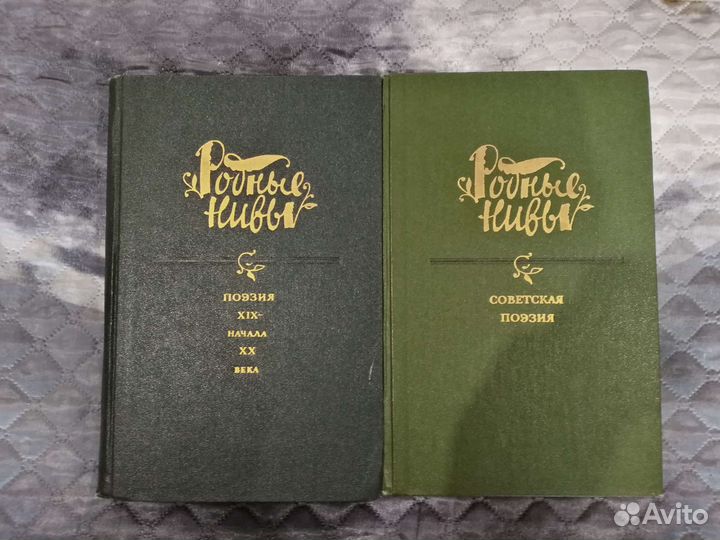 Родные
Нивы
ПОЭЗИЯ
XIX-
НАЧАЛА
XX
ВЕКА
Родные
Нивы
СОВЕТСКАЯ
ПОЭЗИЯ
Avito